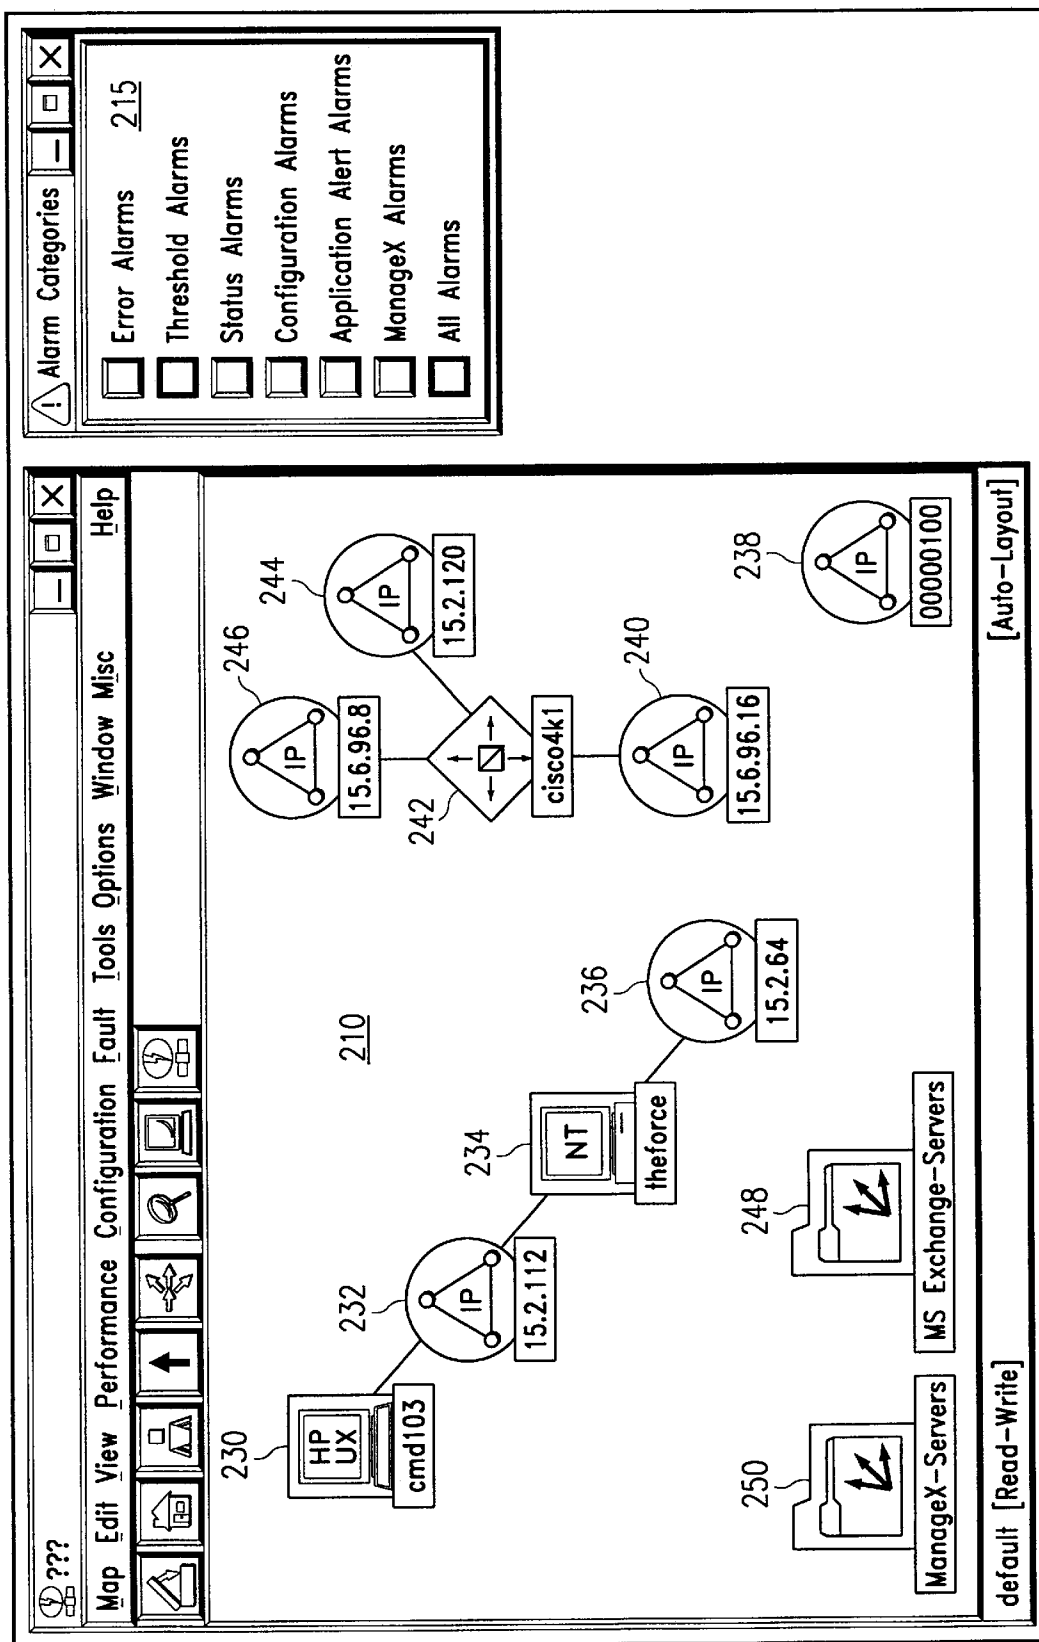 ???
Map Edit View Performance Configuration Fault Tools Options Window Misc Help
210
230
HP
UX
cmd103
232
IP
15.2.112
234
NT
theforce
236
IP
15.2.64
246
IP
15.6.96.8
244
IP
15.2.120
242
cisco4k1
240
IP
15.6.96.16
238
IP
00000100
250
ManageX-Servers
248
MS Exchange-Servers
default [Read-Write] [Auto-Layout]
! Alarm Categories
215
Error Alarms
Threshold Alarms
Status Alarms
Configuration Alarms
Application Alert Alarms
ManageX Alarms
All Alarms